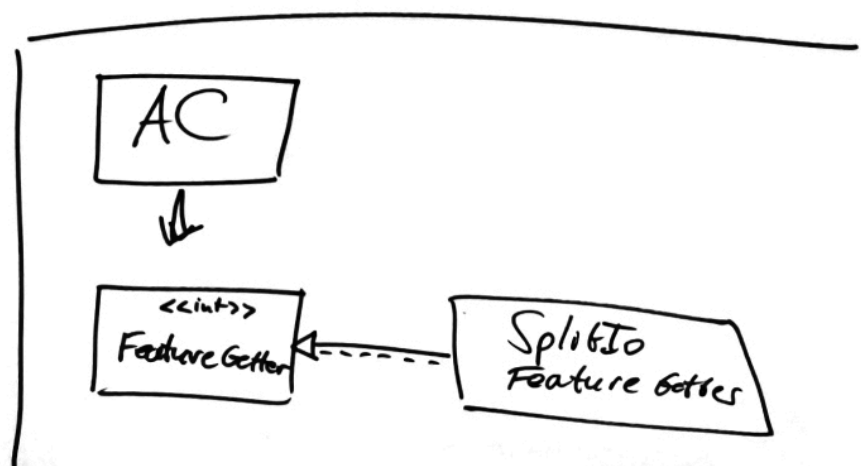 AC
<<int>>
FeatureGetter
SplitIo
Feature Getter